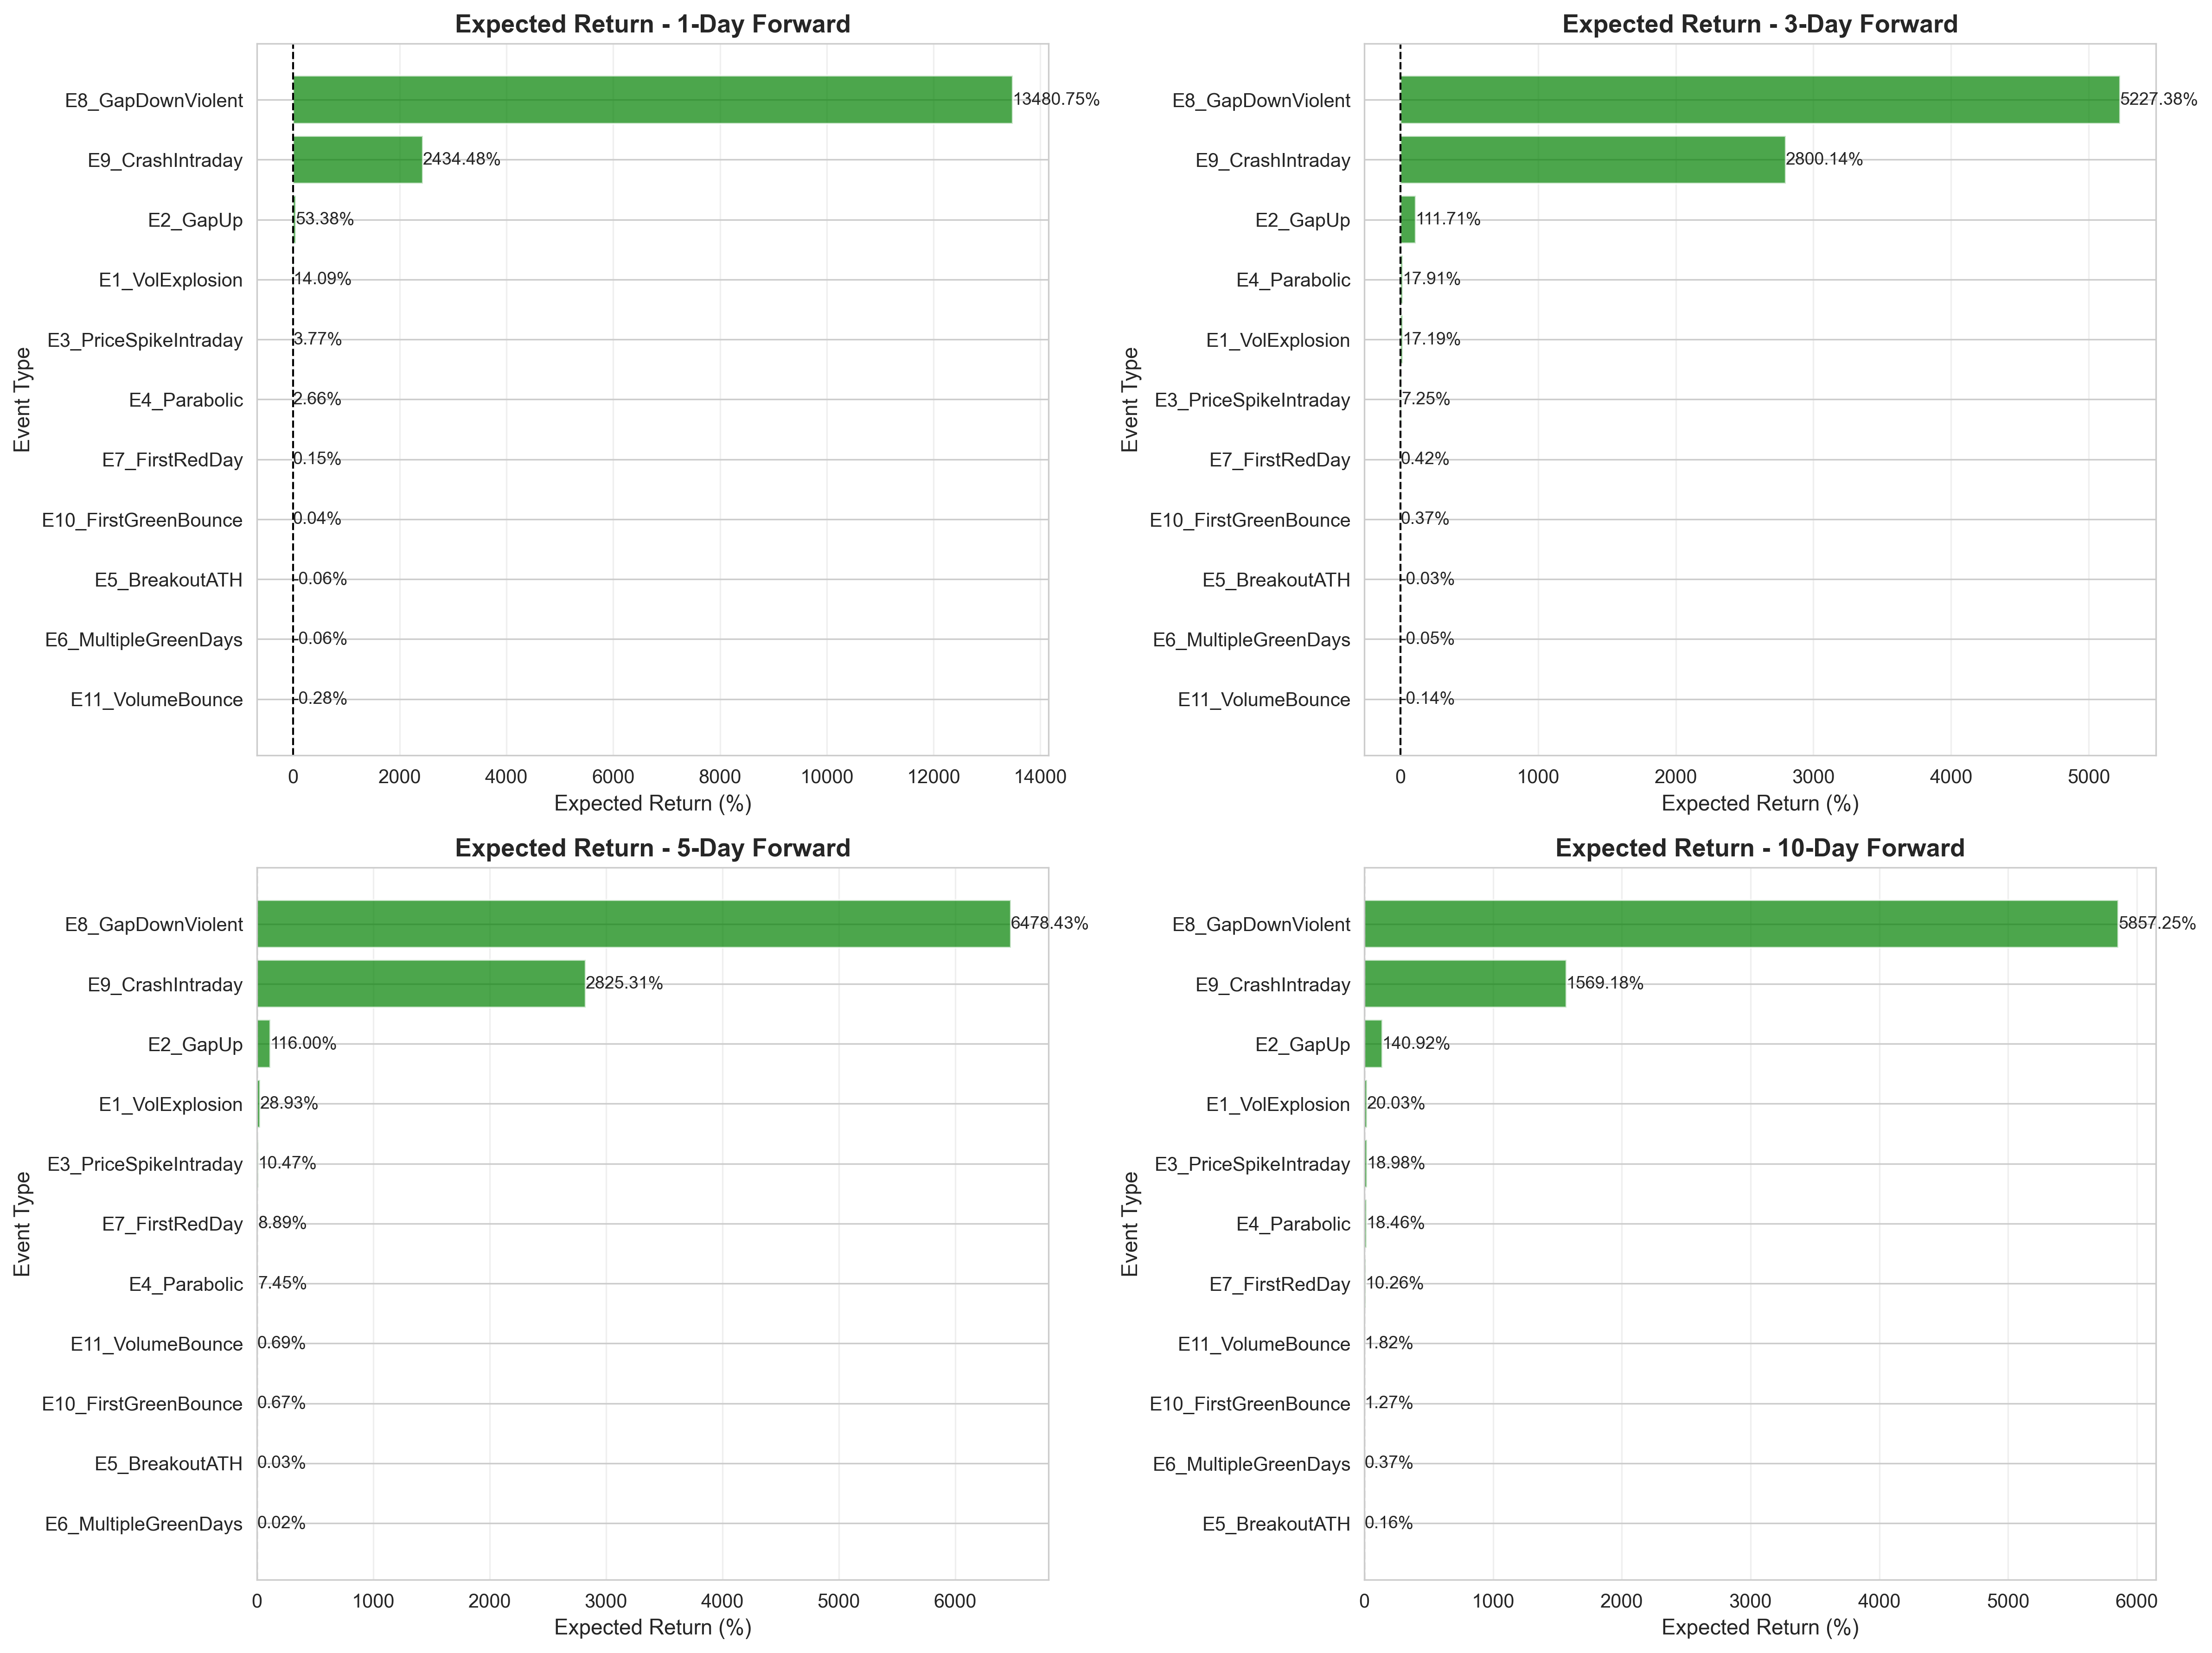 Expected Return - 1-Day Forward
Event Type
E8_GapDownViolent 13480.75%
E9_CrashIntraday 2434.48%
E2_GapUp 53.38%
E1_VolExplosion 14.09%
E3_PriceSpikeIntraday 3.77%
E4_Parabolic 2.66%
E7_FirstRedDay 0.15%
E10_FirstGreenBounce 0.04%
E5_BreakoutATH -0.06%
E6_MultipleGreenDays -0.06%
E11_VolumeBounce -0.28%
0 2000 4000 6000 8000 10000 12000 14000
Expected Return (%)
Expected Return - 3-Day Forward
Event Type
E8_GapDownViolent 5227.38%
E9_CrashIntraday 2800.14%
E2_GapUp 111.71%
E4_Parabolic 17.91%
E1_VolExplosion 17.19%
E3_PriceSpikeIntraday 7.25%
E7_FirstRedDay 0.42%
E10_FirstGreenBounce 0.37%
E5_BreakoutATH -0.03%
E6_MultipleGreenDays -0.05%
E11_VolumeBounce -0.14%
0 1000 2000 3000 4000 5000
Expected Return (%)
Expected Return - 5-Day Forward
Event Type
E8_GapDownViolent 6478.43%
E9_CrashIntraday 2825.31%
E2_GapUp 116.00%
E1_VolExplosion 28.93%
E3_PriceSpikeIntraday 10.47%
E7_FirstRedDay 8.89%
E4_Parabolic 7.45%
E11_VolumeBounce 0.69%
E10_FirstGreenBounce 0.67%
E5_BreakoutATH 0.03%
E6_MultipleGreenDays 0.02%
0 1000 2000 3000 4000 5000 6000
Expected Return (%)
Expected Return - 10-Day Forward
Event Type
E8_GapDownViolent 5857.25%
E9_CrashIntraday 1569.18%
E2_GapUp 140.92%
E1_VolExplosion 20.03%
E3_PriceSpikeIntraday 18.98%
E4_Parabolic 18.46%
E7_FirstRedDay 10.26%
E11_VolumeBounce 1.82%
E10_FirstGreenBounce 1.27%
E6_MultipleGreenDays 0.37%
E5_BreakoutATH 0.16%
0 1000 2000 3000 4000 5000 6000
Expected Return (%)